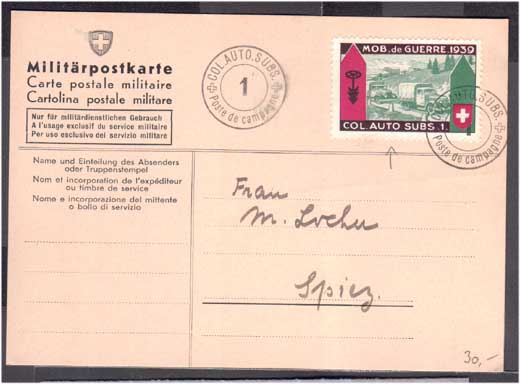 Militärpostkarte
Carte postale militaire
Cartolina postale militare
Nur für militärdienstlichen Gebrauch
A l'usage exclusif du service militaire
Per uso esclusivo del servizio militare
Name und Einteilung des Absenders
oder Truppenstempel
Nom et incorporation de l'expéditeur
ou timbre de service
Nome e incorporazione del mittente
o bollo di servizio
COL.AUTO.SUBS.
1
Poste de campagne
MOB. de GUERRE 1939
COL. AUTO SUBS. 1.
COL.AUTO.SUBS.
Poste de campagne
Frau
M. Locher
Spiez.
30,-